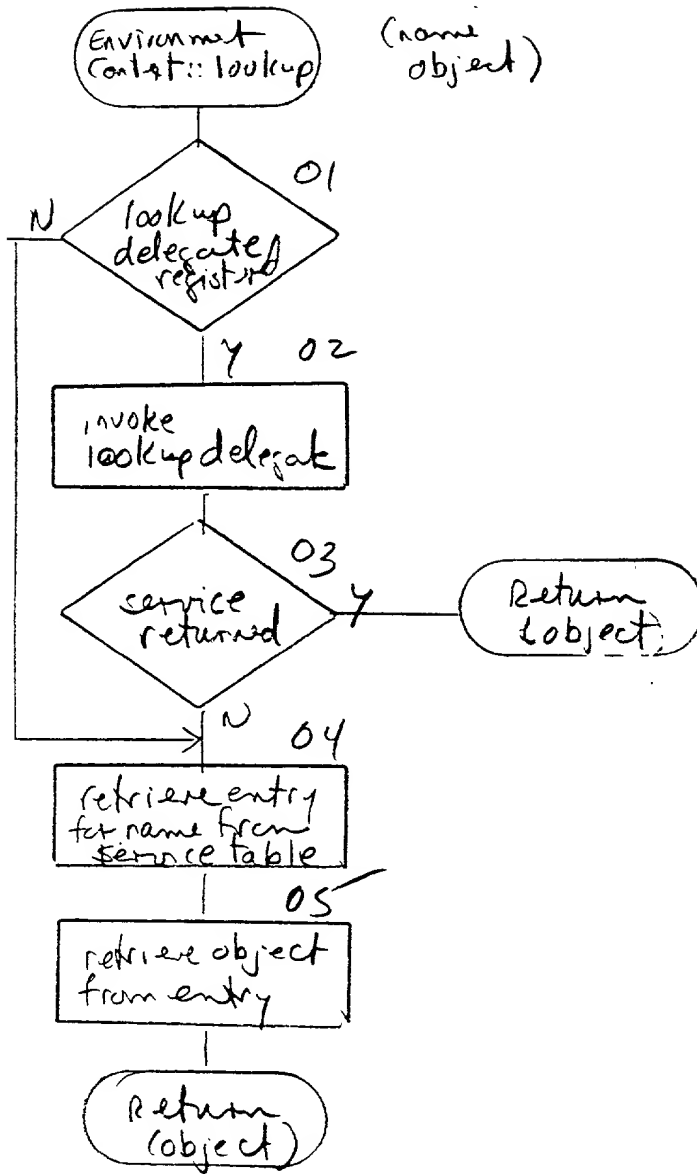 Environment
Context::lookup
(name
object)
01
lookup
delegate
registered
N
Y
02
invoke
lookup delegate
03
service
returned
Y
Return
(object)
N
04
retrieve entry
for name from
service table
05
retrieve object
from entry
Return
(object)